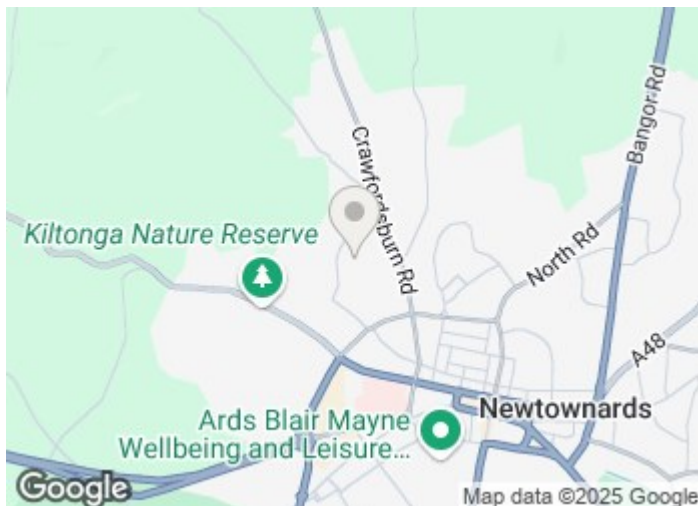 Bangor Rd
Crawfordsburn Rd
Kiltonga Nature Reserve
North Rd
A48
Newtownards
Ards Blair Mayne
Wellbeing and Leisure...
Google
Map data ©2025 Google